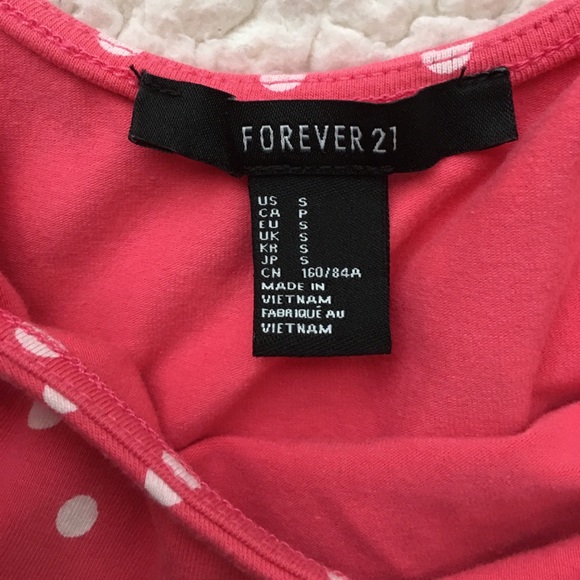 FOREVER 21
US S
CA P
EU S
UK S
KR S
JP S
CN 160/84A
MADE IN
VIETNAM
FABRIQUÉ AU
VIETNAM